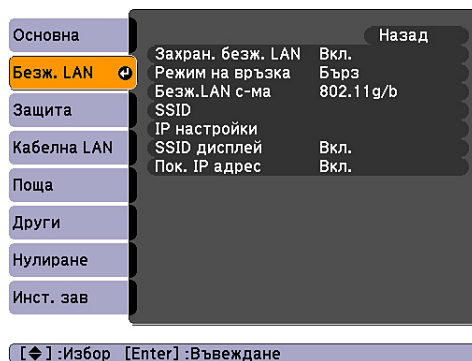 Основна
Безж. LAN
Защита
Кабелна LAN
Поща
Други
Нулиране
Инст. зав
Назад
Захран. безж. LAN Вкл.
Режим на връзка Бърз
Безж.LAN с-ма 802.11g/b
SSID
IP настройки
SSID дисплей Вкл.
Пок. IP адрес Вкл.
[◆] :Избор [Enter] :Въвеждане